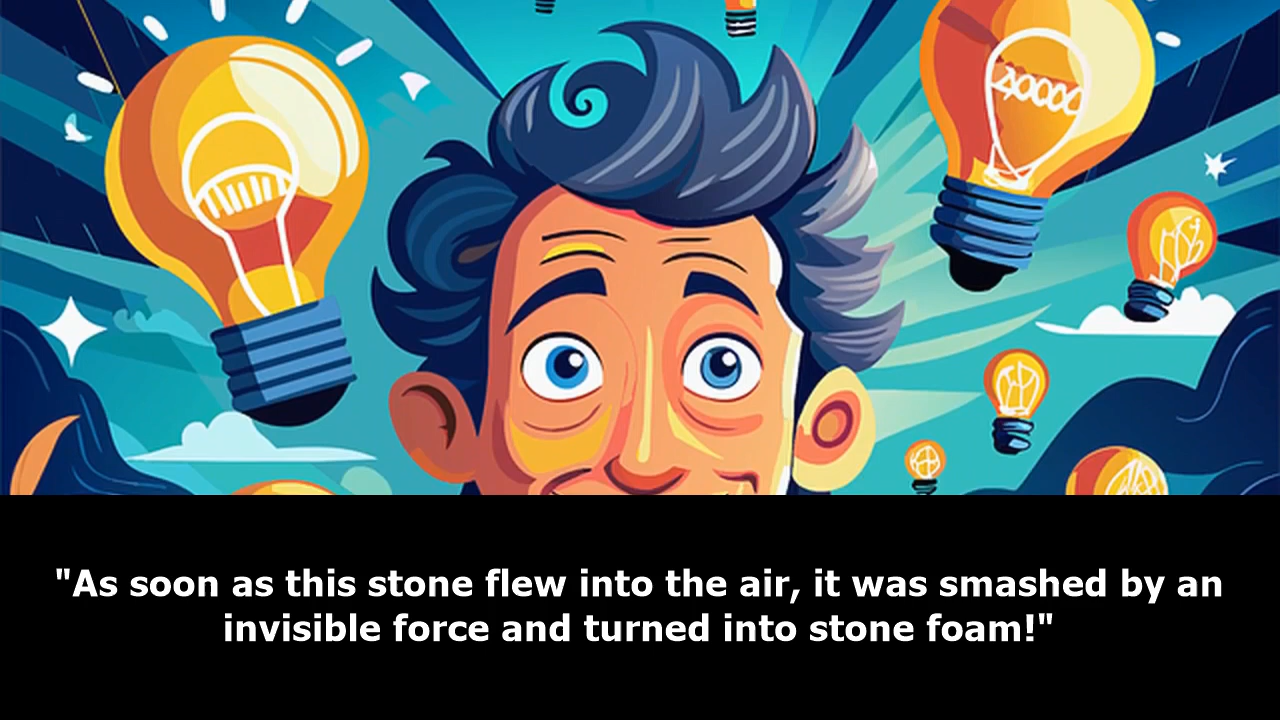 "As soon as this stone flew into the air, it was smashed by an
invisible force and turned into stone foam!"